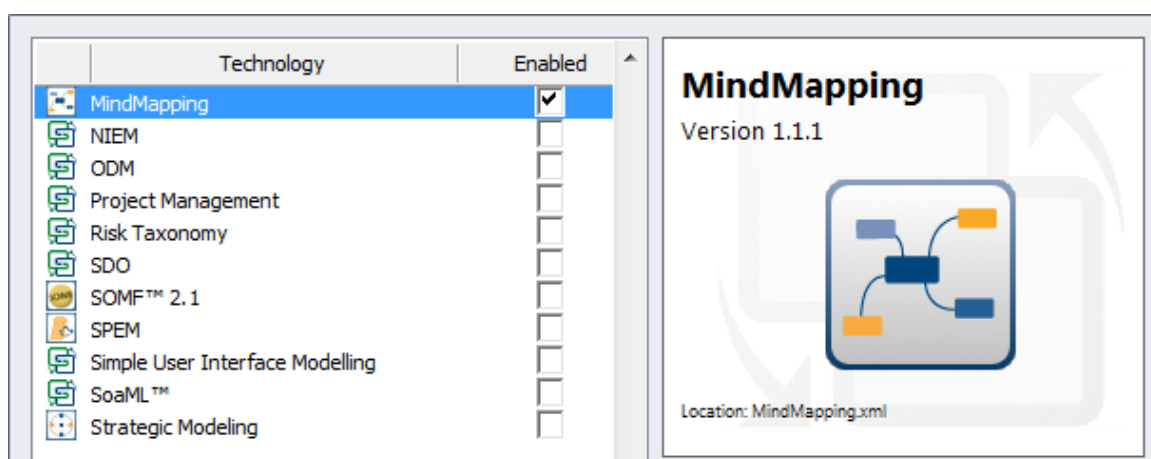 Technology Enabled
MindMapping
NIEM
ODM
Project Management
Risk Taxonomy
SDO
SOMF™ 2.1
SPEM
Simple User Interface Modelling
SoaML™
Strategic Modeling
MindMapping
Version 1.1.1
Location: MindMapping.xml